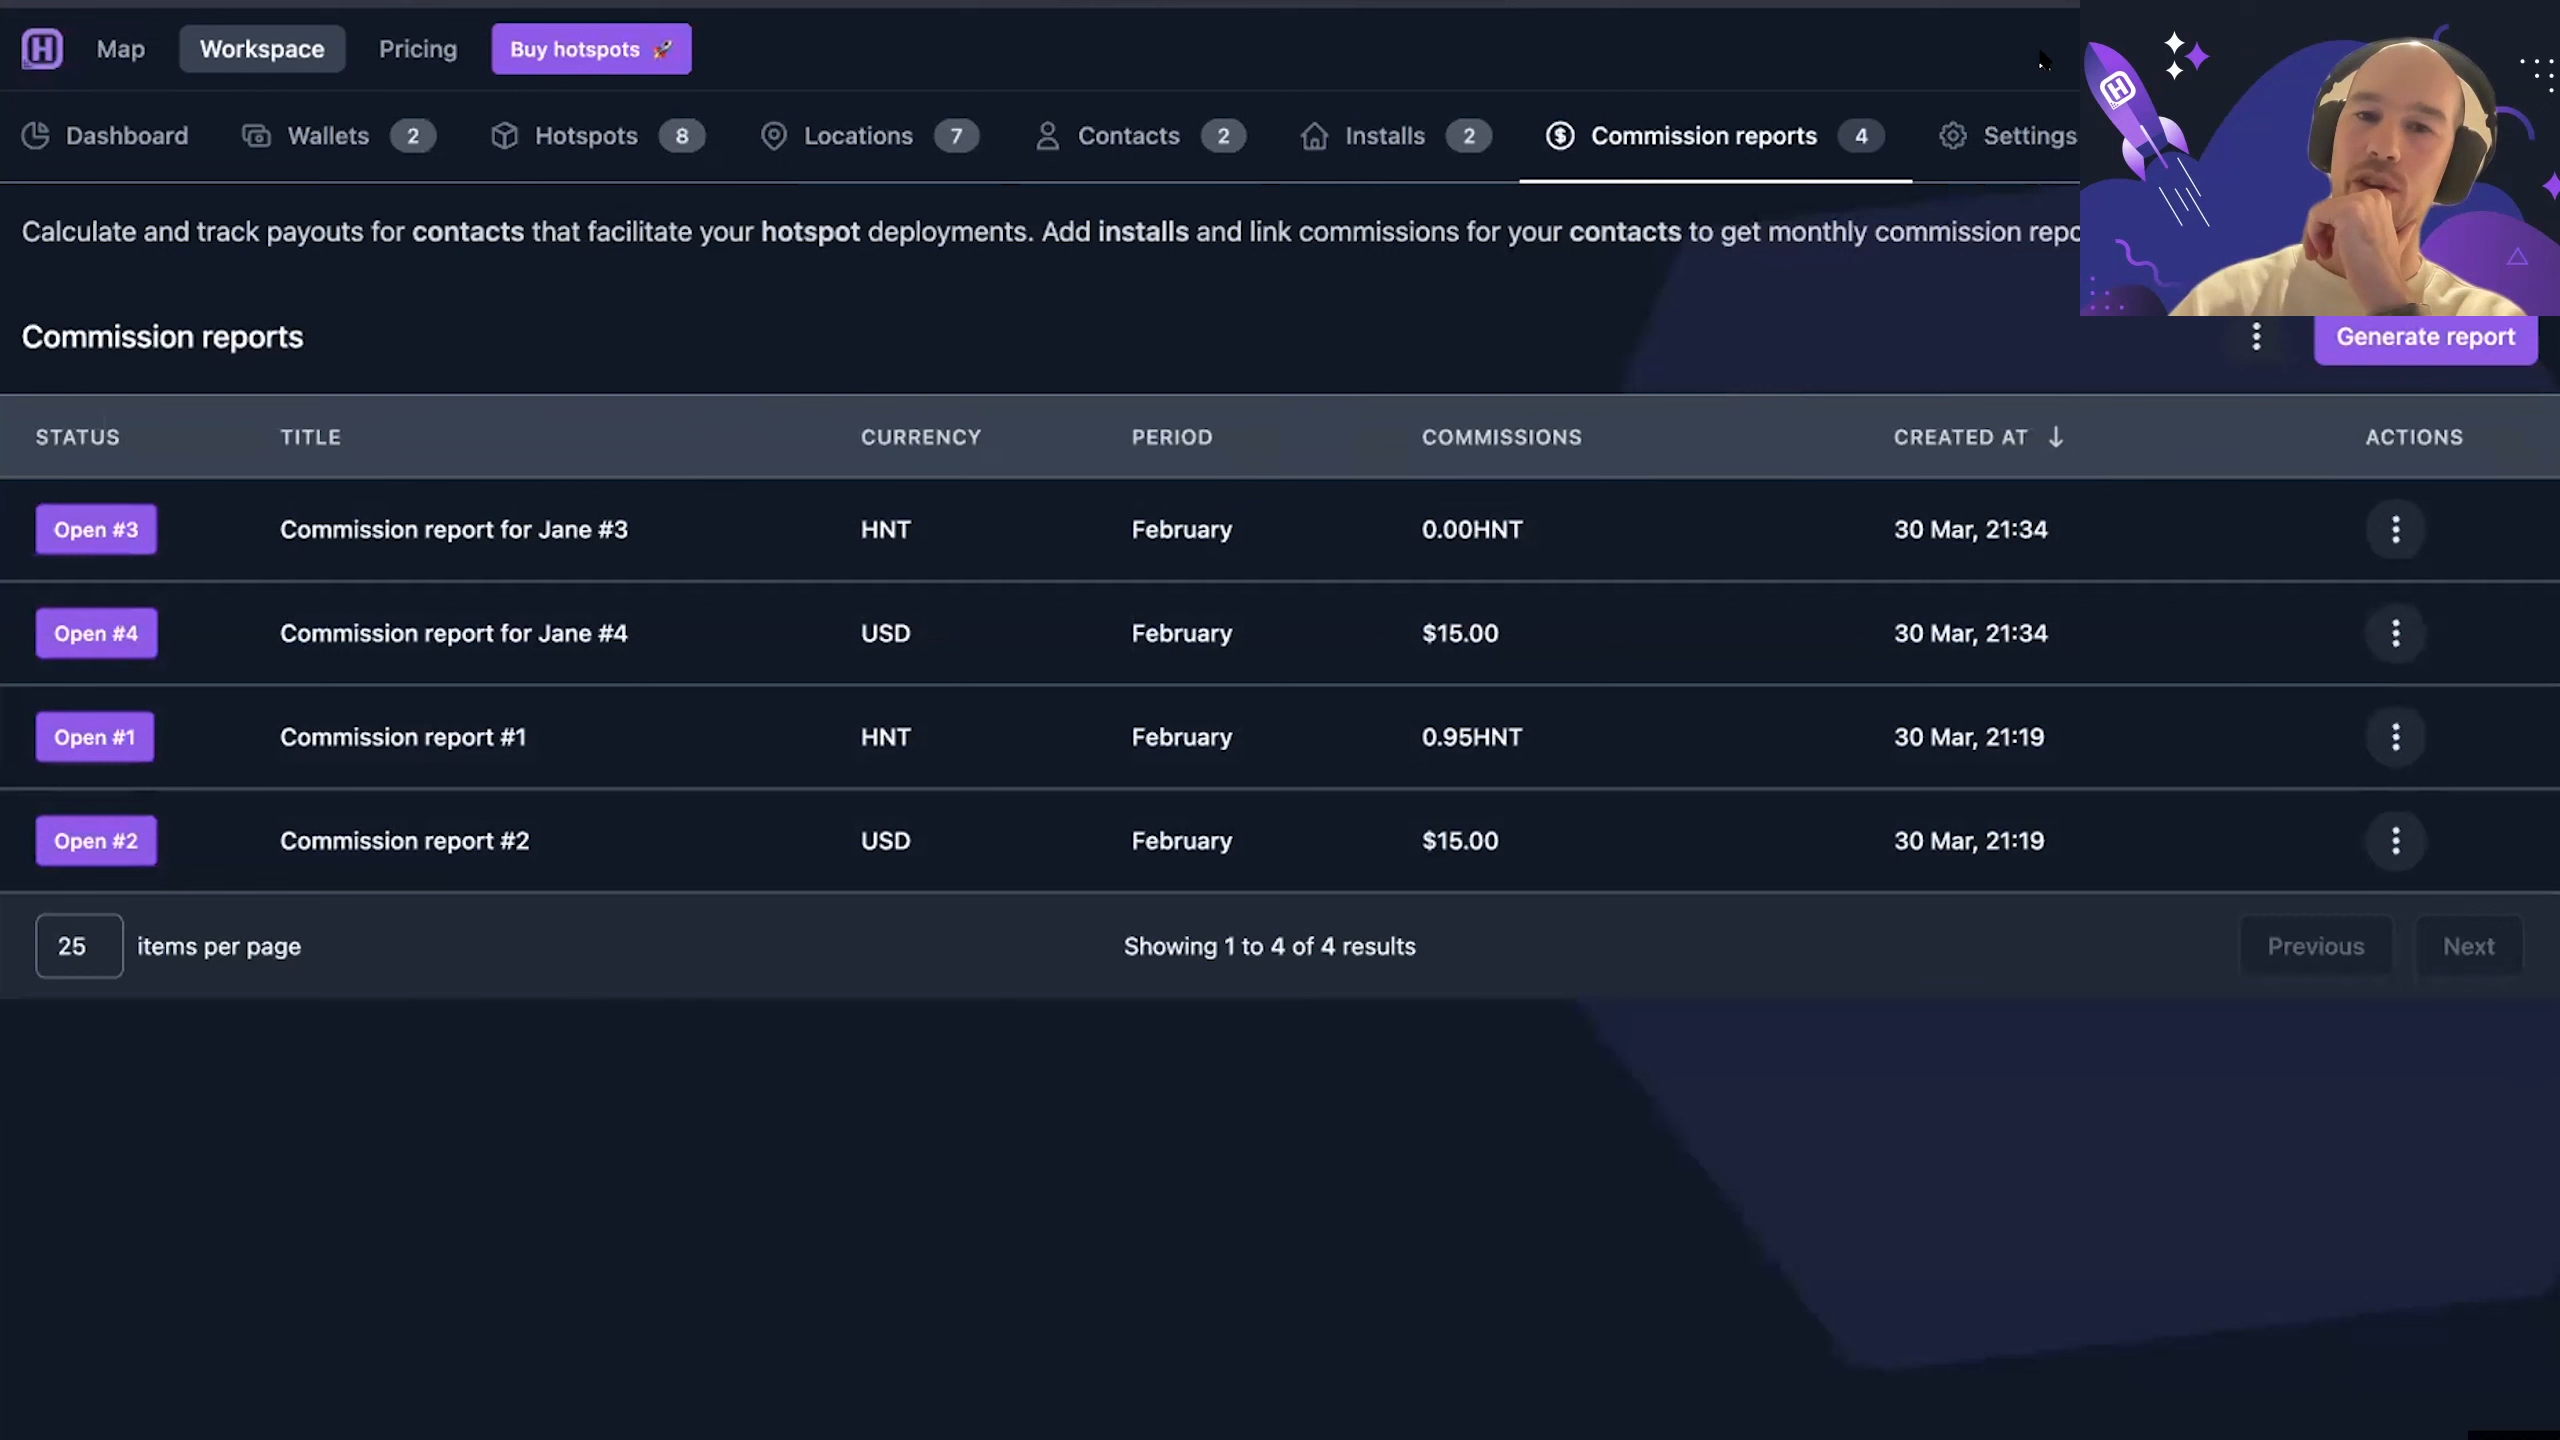 Map Workspace Pricing Buy hotspots 🚀
Dashboard Wallets 2 Hotspots 8 Locations 7 Contacts 2 Installs 2 Commission reports 4 Settings
Calculate and track payouts for contacts that facilitate your hotspot deployments. Add installs and link commissions for your contacts to get monthly commission repo
Commission reports
Generate report
STATUS TITLE CURRENCY PERIOD COMMISSIONS CREATED AT ↓ ACTIONS
Open #3 Commission report for Jane #3 HNT February 0.00HNT 30 Mar, 21:34
Open #4 Commission report for Jane #4 USD February $15.00 30 Mar, 21:34
Open #1 Commission report #1 HNT February 0.95HNT 30 Mar, 21:19
Open #2 Commission report #2 USD February $15.00 30 Mar, 21:19
25 items per page Showing 1 to 4 of 4 results Previous Next